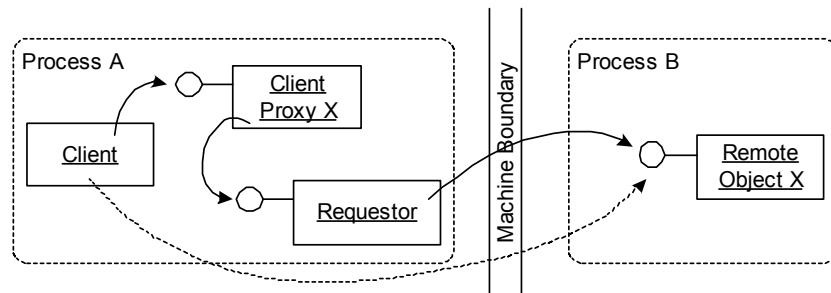 Process A
Client
Proxy X
Client
Requestor
Machine Boundary
Process B
Remote
Object X